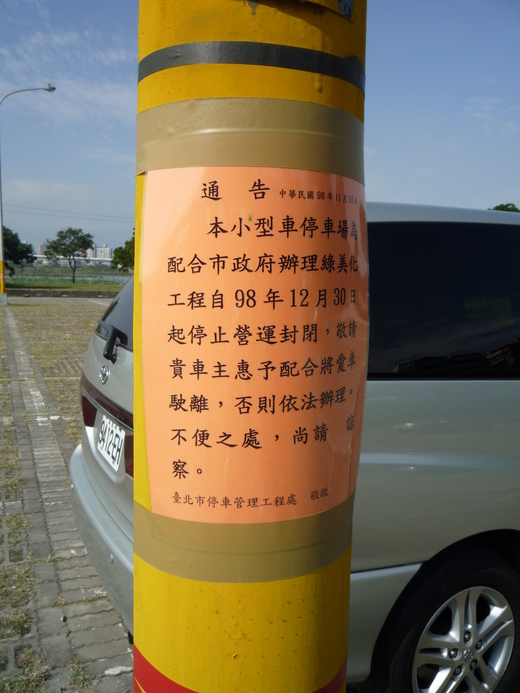 通告 中華民國98年11月
本小型車停車場為
配合市政府辦理綠美化
工程自98年12月30日
起停止營運封閉，敬請
貴車主惠予配合將愛車
駛離，否則依法辦理。
不便之處，尚請 諒
察。
臺北市停車管理工程處 敬啟